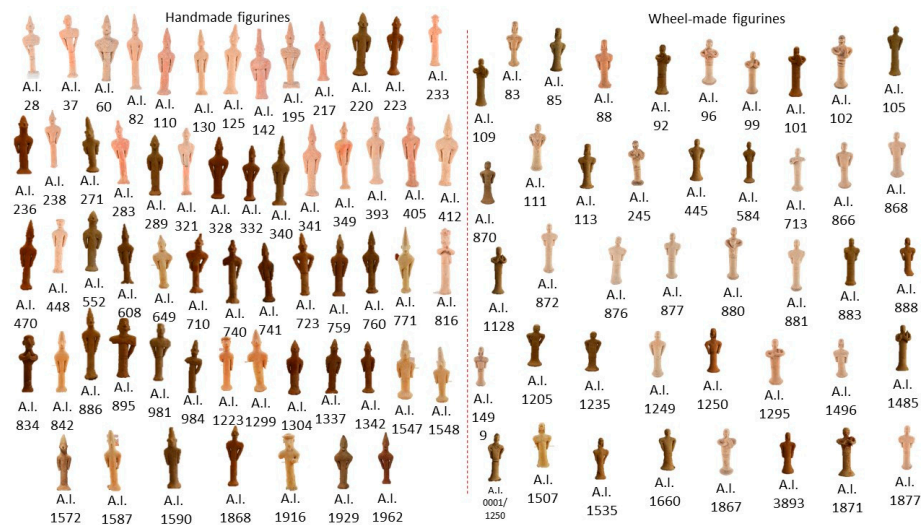 Handmade figurines
Wheel-made figurines
A.I.
28
A.I.
37
A.I.
60
A.I.
82
A.I.
110
A.I.
130
A.I.
125
A.I.
142
A.I.
195
A.I.
217
A.I.
220
A.I.
223
A.I.
233
A.I.
236
A.I.
238
A.I.
271
A.I.
283
A.I.
289
A.I.
321
A.I.
328
A.I.
332
A.I.
340
A.I.
341
A.I.
349
A.I.
393
A.I.
405
A.I.
412
A.I.
470
A.I.
448
A.I.
552
A.I.
608
A.I.
649
A.I.
710
A.I.
740
A.I.
741
A.I.
723
A.I.
759
A.I.
760
A.I.
771
A.I.
816
A.I.
834
A.I.
842
A.I.
886
A.I.
895
A.I.
981
A.I.
984
A.I.
1223
A.I.
1299
A.I.
1304
A.I.
1337
A.I.
1342
A.I.
1547
A.I.
1548
A.I.
1572
A.I.
1587
A.I.
1590
A.I.
1868
A.I.
1916
A.I.
1929
A.I.
1962
A.I.
109
A.I.
83
A.I.
85
A.I.
88
A.I.
92
A.I.
96
A.I.
99
A.I.
101
A.I.
102
A.I.
105
A.I.
870
A.I.
111
A.I.
113
A.I.
245
A.I.
445
A.I.
584
A.I.
713
A.I.
866
A.I.
868
A.I.
1128
A.I.
872
A.I.
876
A.I.
877
A.I.
880
A.I.
881
A.I.
883
A.I.
888
A.I.
149
9
A.I.
1205
A.I.
1235
A.I.
1249
A.I.
1250
A.I.
1295
A.I.
1496
A.I.
1485
A.I.
0001/
1250
A.I.
1507
A.I.
1535
A.I.
1660
A.I.
1867
A.I.
3893
A.I.
1871
A.I.
1877